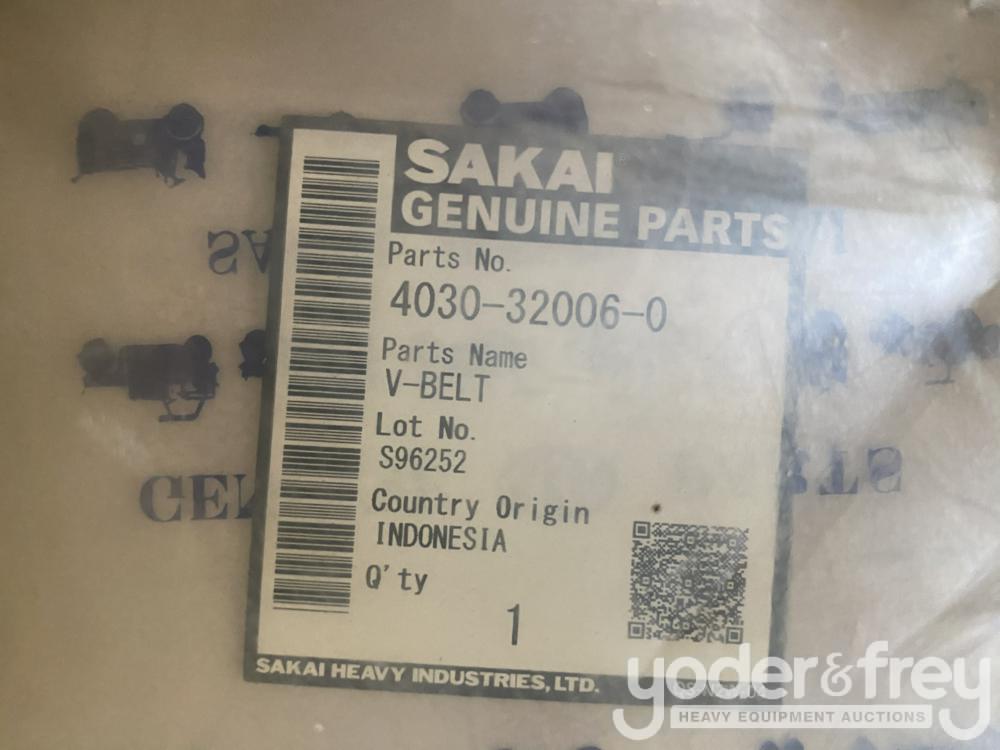 SAKAI
GENUINE PARTS
Parts No.
4030-32006-0
Parts Name
V-BELT
Lot No.
S96252
Country Origin
INDONESIA
Q'ty
1
SAKAI HEAVY INDUSTRIES, LTD.
yoder&frey
HEAVY EQUIPMENT AUCTIONS